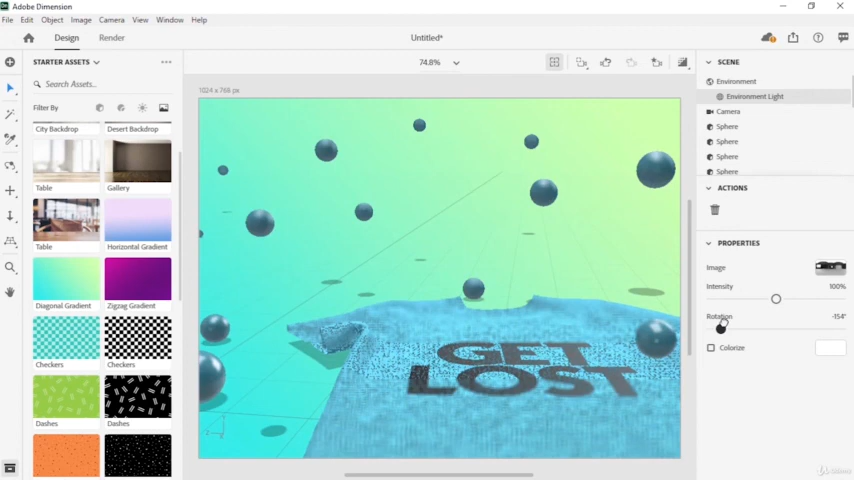 Dn Adobe Dimension
File Edit Object Image Camera View Window Help
Design Render Untitled*
STARTER ASSETS
74.8%
SCENE
Search Assets...
Environment
1024 x 768 px
Environment Light
Filter By
Camera
City Backdrop Desert Backdrop
Sphere
Sphere
Sphere
Sphere
Table Gallery
ACTIONS
Table Horizontal Gradient
PROPERTIES
Image
Intensity 100%
Diagonal Gradient Zigzag Gradient
Rotation -154°
Colorize
GET
LOST
Checkers Checkers
Dashes Dashes
Udemy